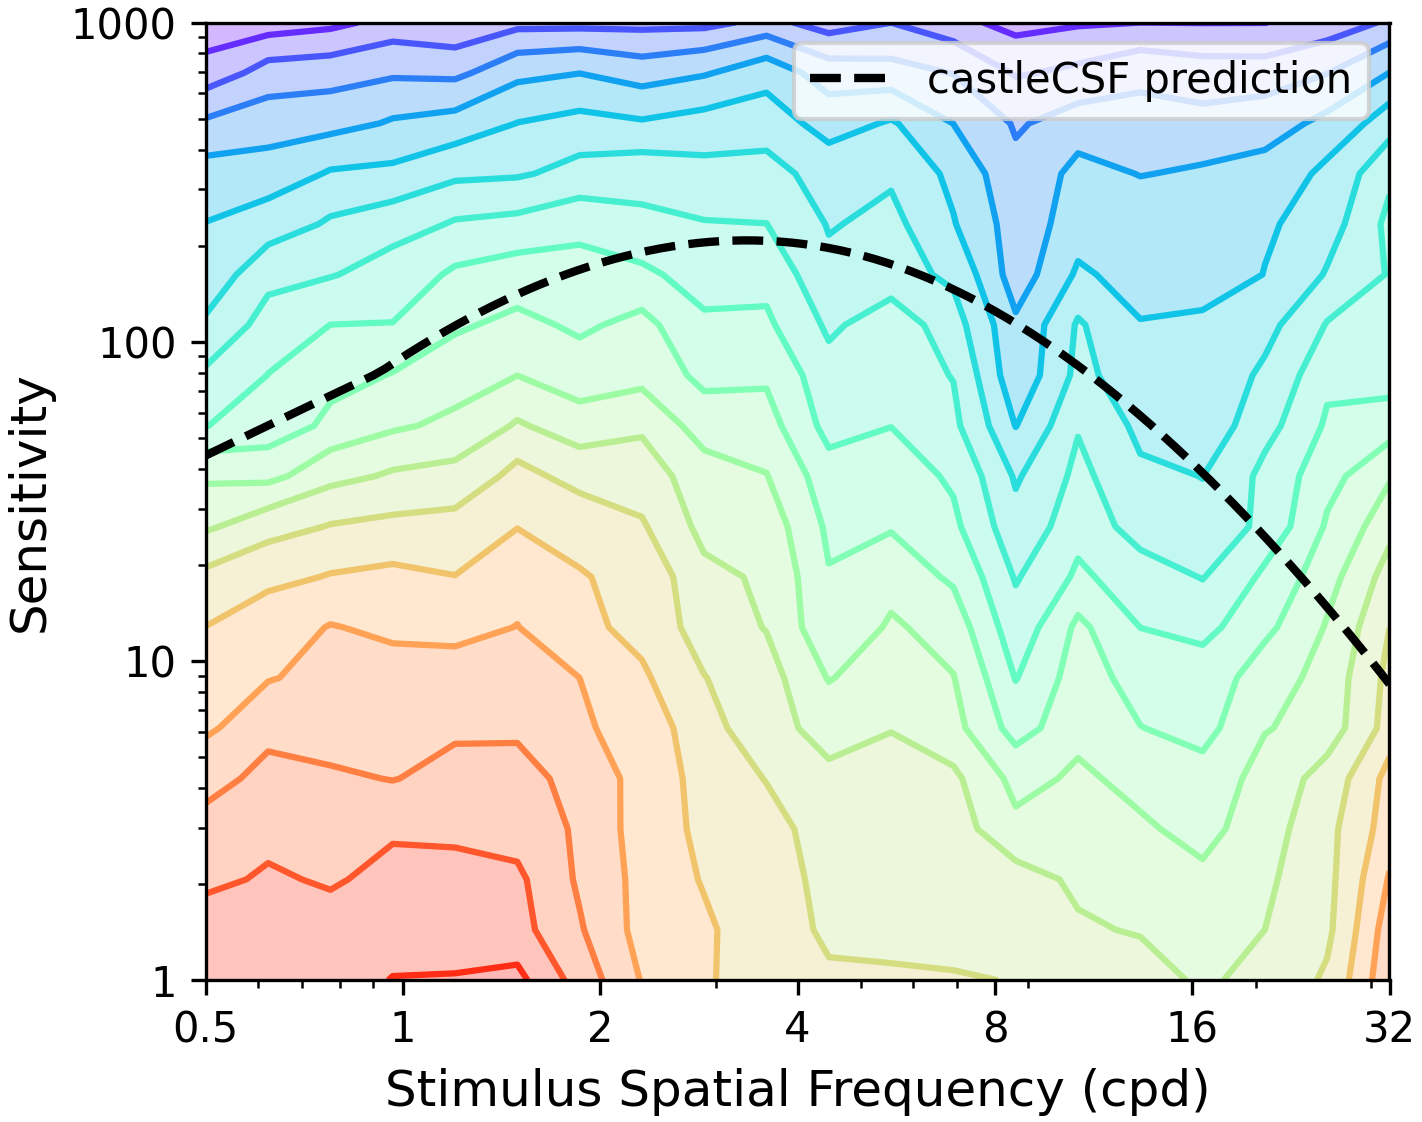 1000
100
10
1
Sensitivity
castleCSF prediction
0.5 1 2 4 8 16 32
Stimulus Spatial Frequency (cpd)